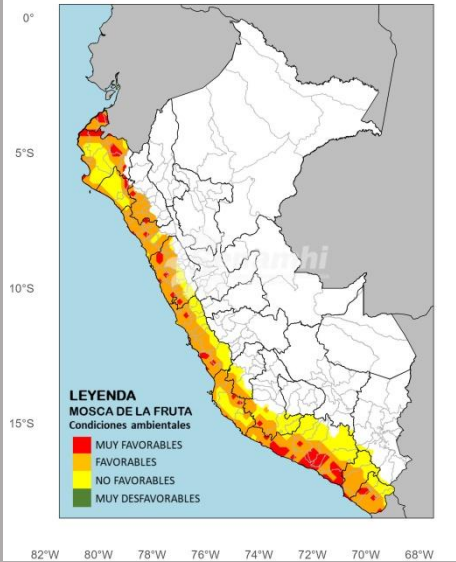 0°
5°S
10°S
15°S
senamhi
LEYENDA
MOSCA DE LA FRUTA
Condiciones ambientales
MUY FAVORABLES
FAVORABLES
NO FAVORABLES
MUY DESFAVORABLES
82°W 80°W 78°W 76°W 74°W 72°W 70°W 68°W